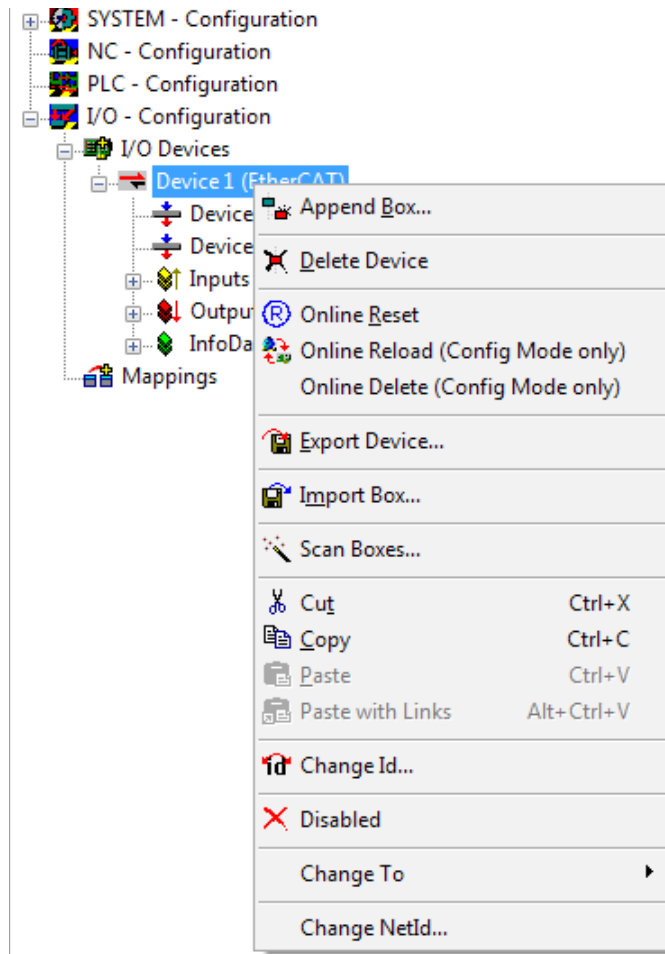 SYSTEM - Configuration
NC - Configuration
PLC - Configuration
I/O - Configuration
I/O Devices
Device 1 (EtherCAT)
Device
Device
Inputs
Outpu
InfoDa
Mappings
Append Box...
Delete Device
Online Reset
Online Reload (Config Mode only)
Online Delete (Config Mode only)
Export Device...
Import Box...
Scan Boxes...
Cut Ctrl+X
Copy Ctrl+C
Paste Ctrl+V
Paste with Links Alt+Ctrl+V
Change Id...
Disabled
Change To
Change NetId...